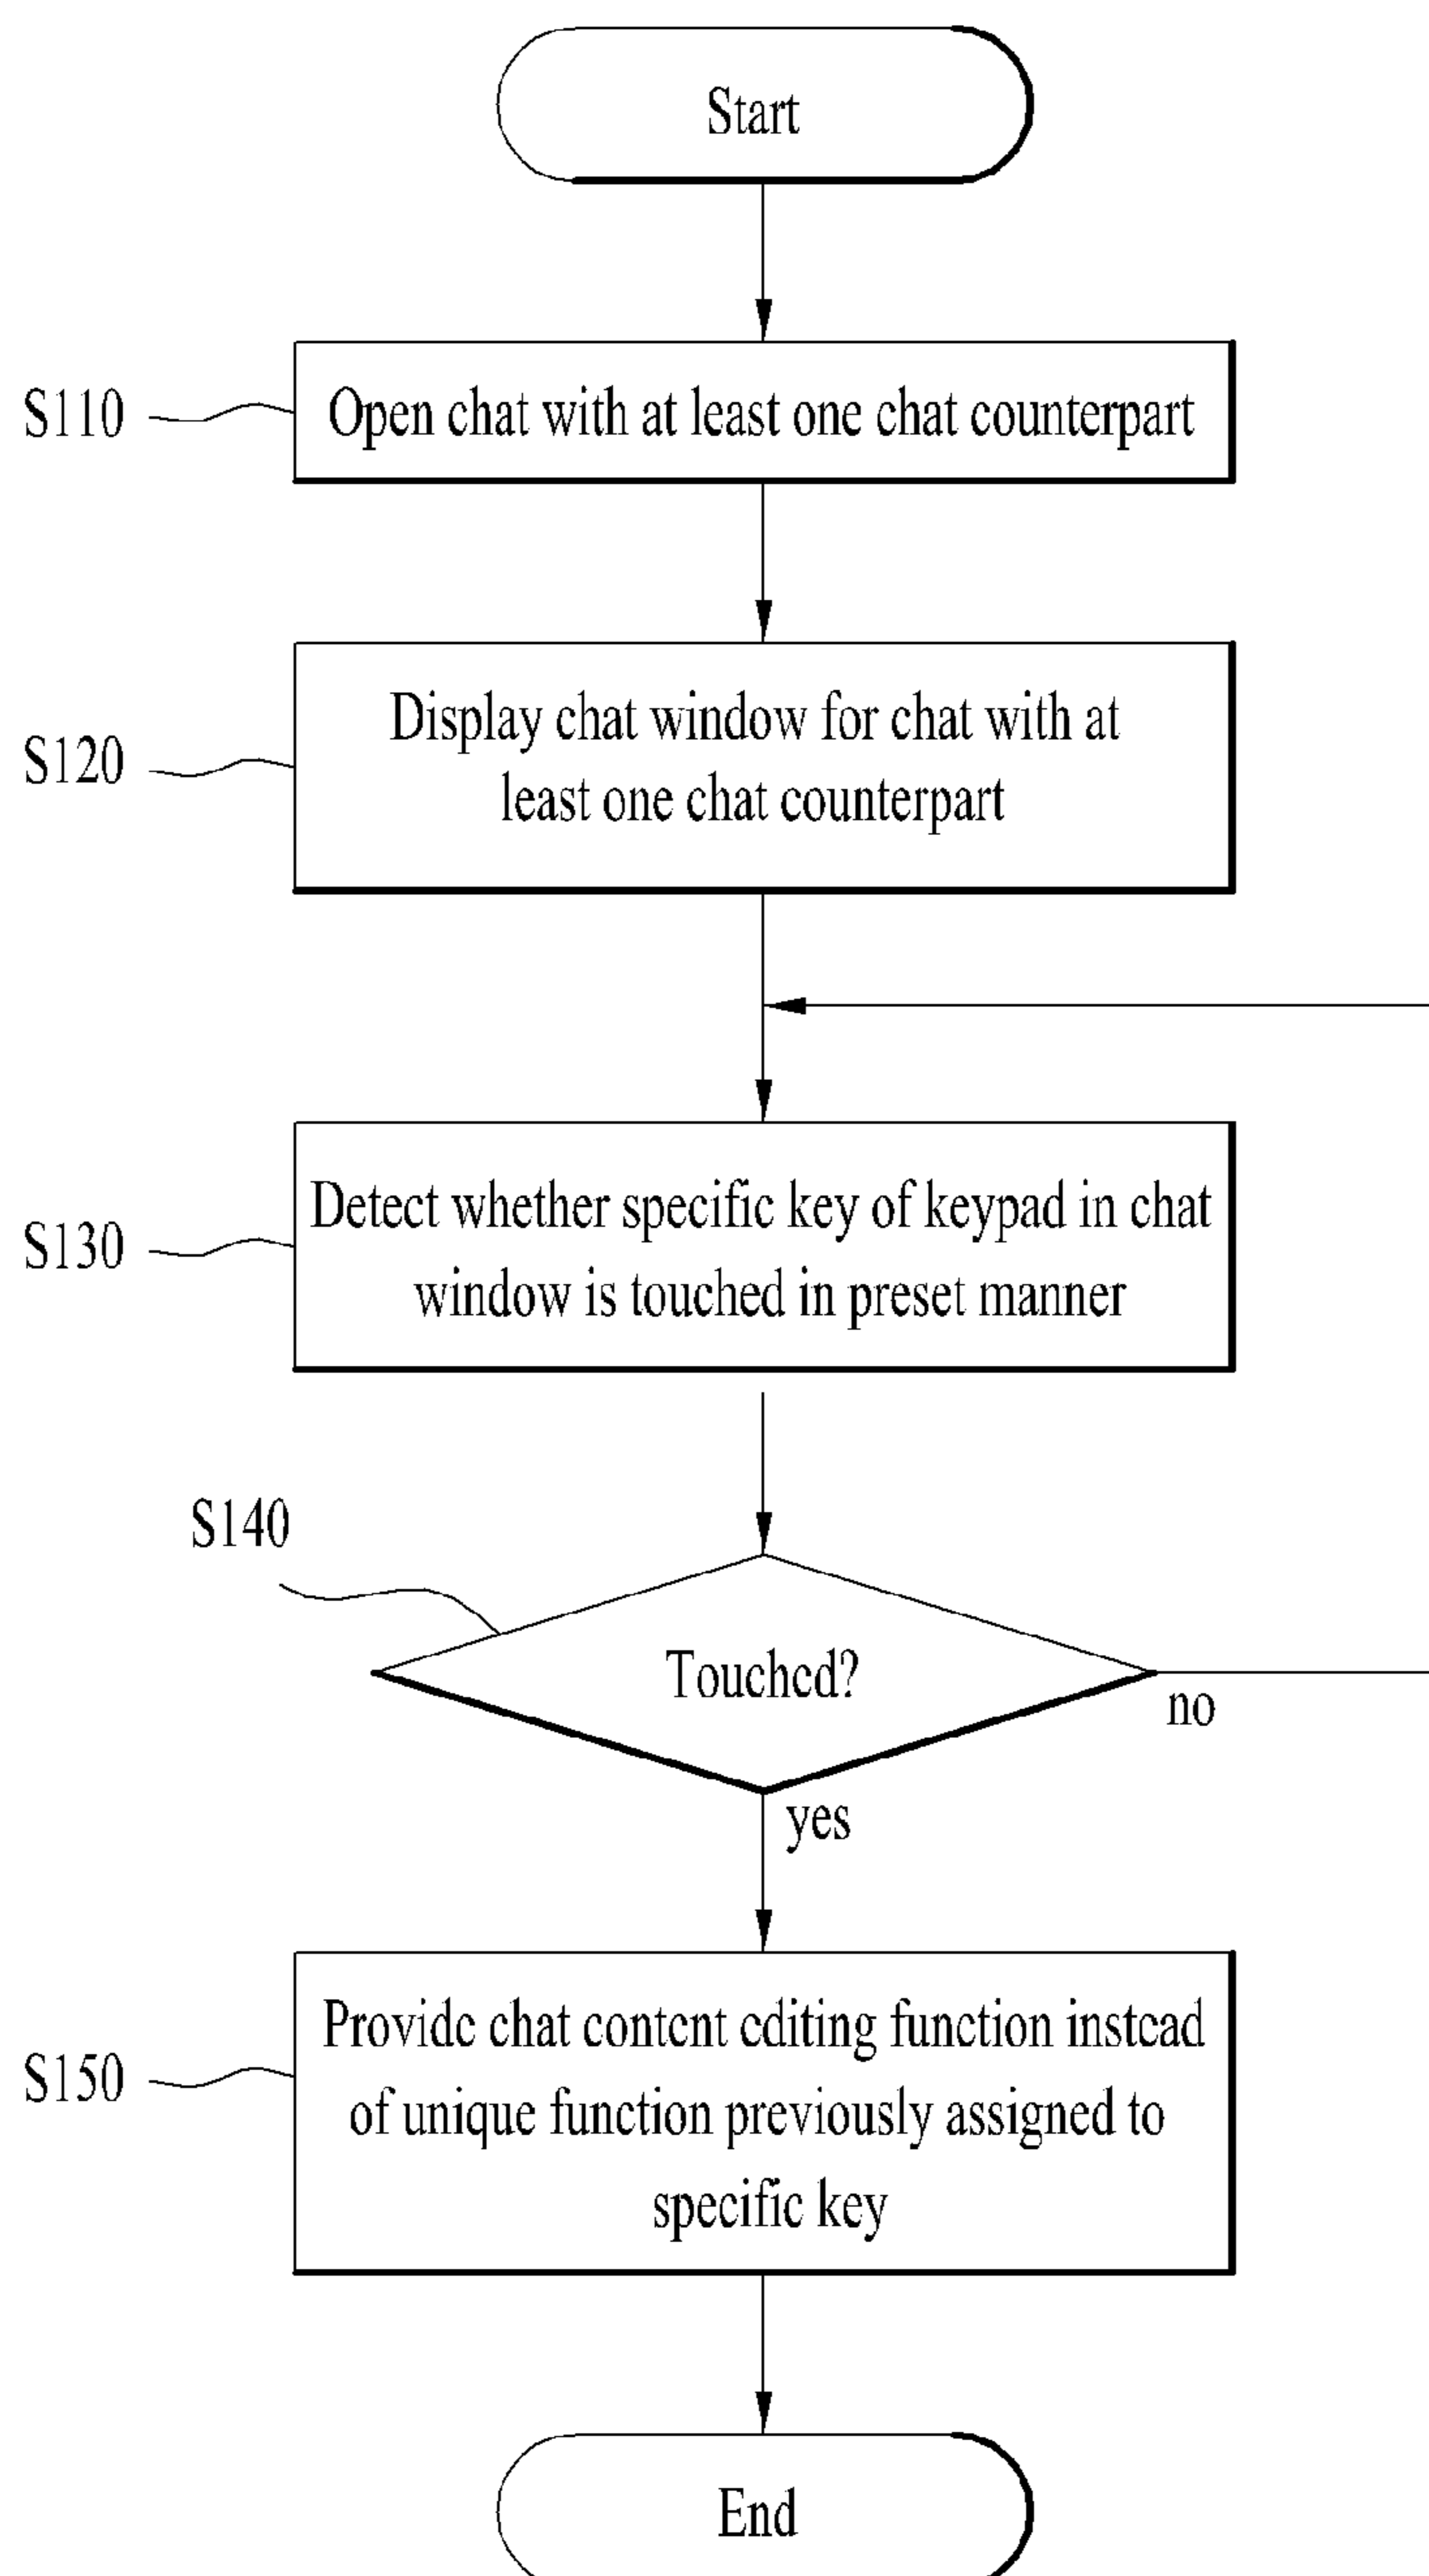 Start
S110
Open chat with at least one chat counterpart
S120
Display chat window for chat with at
least one chat counterpart
S130
Detect whether specific key of keypad in chat
window is touched in preset manner
S140
Touched?
no
yes
S150
Provide chat content editing function instead
of unique function previously assigned to
specific key
End